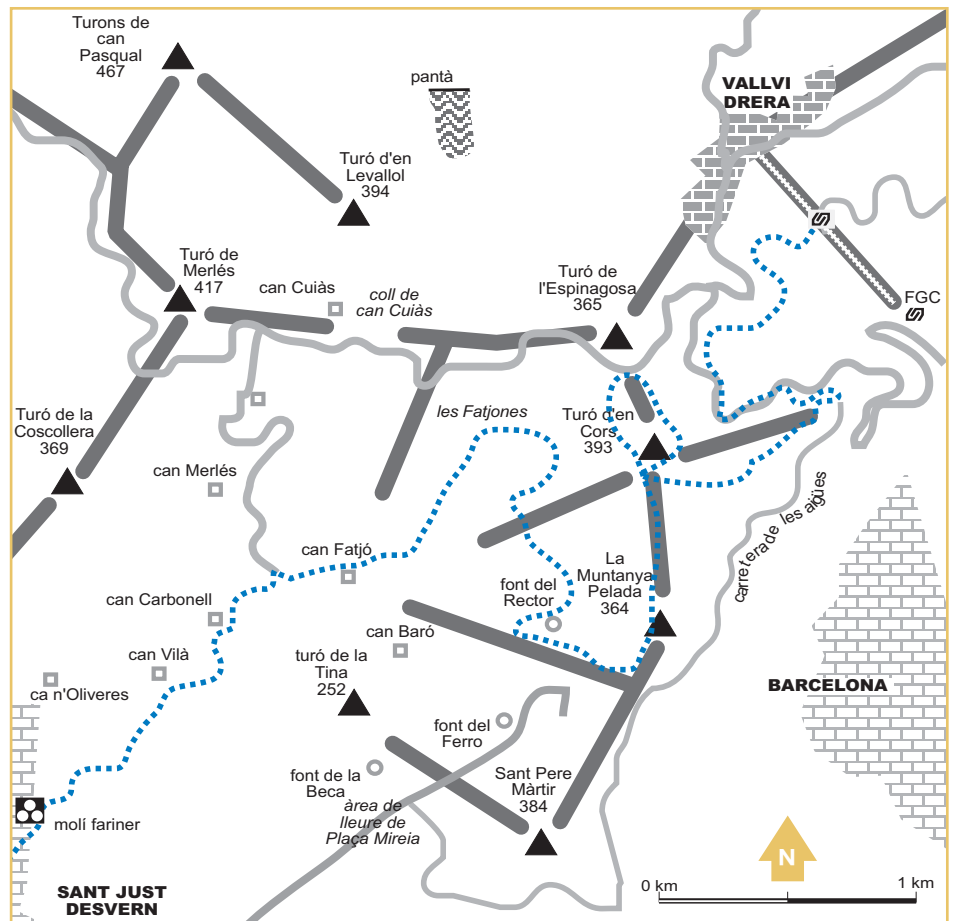 Turons de
can
Pasqual
467
pantà
VALLVI
DRERA
Turó d'en
Levallol
394
Turó de
Merlés
417
can Cuiàs
coll de
can Cuiàs
Turó de
l'Espinagosa
365
FGC
Turó de la
Coscollera
369
les Fatjones
Turó d'en
Cors
393
can Merlés
carretera de les aigües
can Fatjó
La
Muntanya
Pelada
364
font del
Rector
can Carbonell
can Baró
can Vilà
turó de la
Tina
252
ca n'Oliveres
BARCELONA
font del
Ferro
font de la
Beca
Sant Pere
Màrtir
384
àrea de
lleure de
Plaça Mireia
molí fariner
N
SANT JUST
DESVERN
0 km
1 km